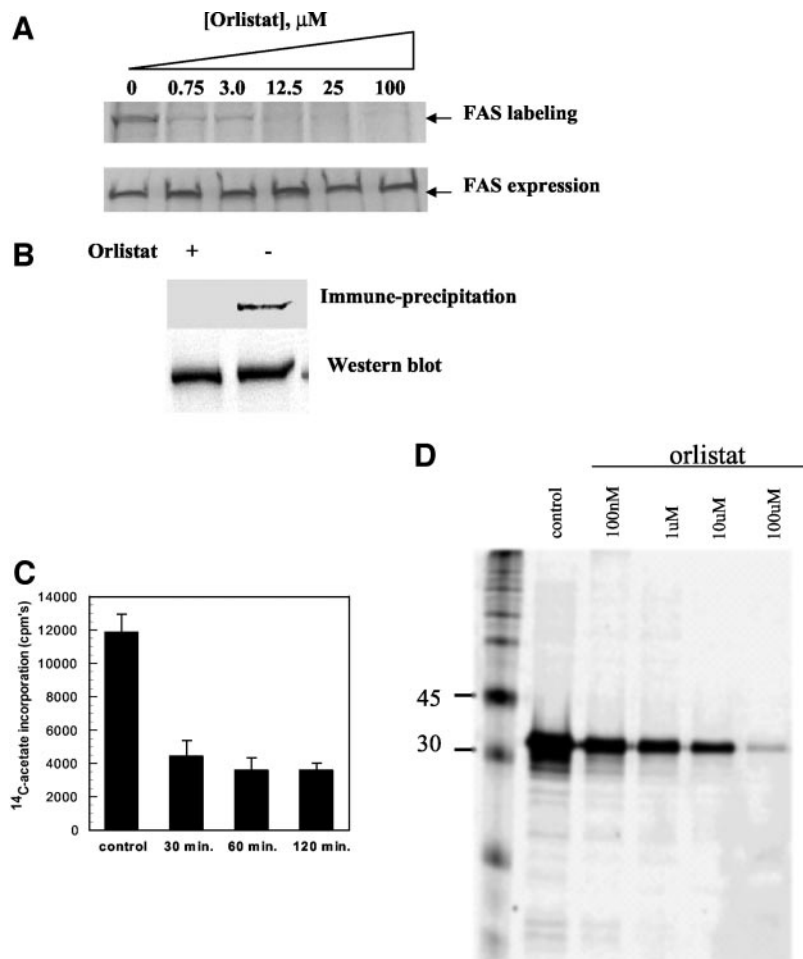 A
[Orlistat], μM
0 0.75 3.0 12.5 25 100
FAS labeling
FAS expression
B
Orlistat + -
Immune-precipitation
Western blot
C
14C-acetate incorporation (cpm's)
14000
12000
10000
8000
6000
4000
2000
0
control 30 min. 60 min. 120 min.
D
orlistat
control 100nM 1uM 10uM 100uM
45
30